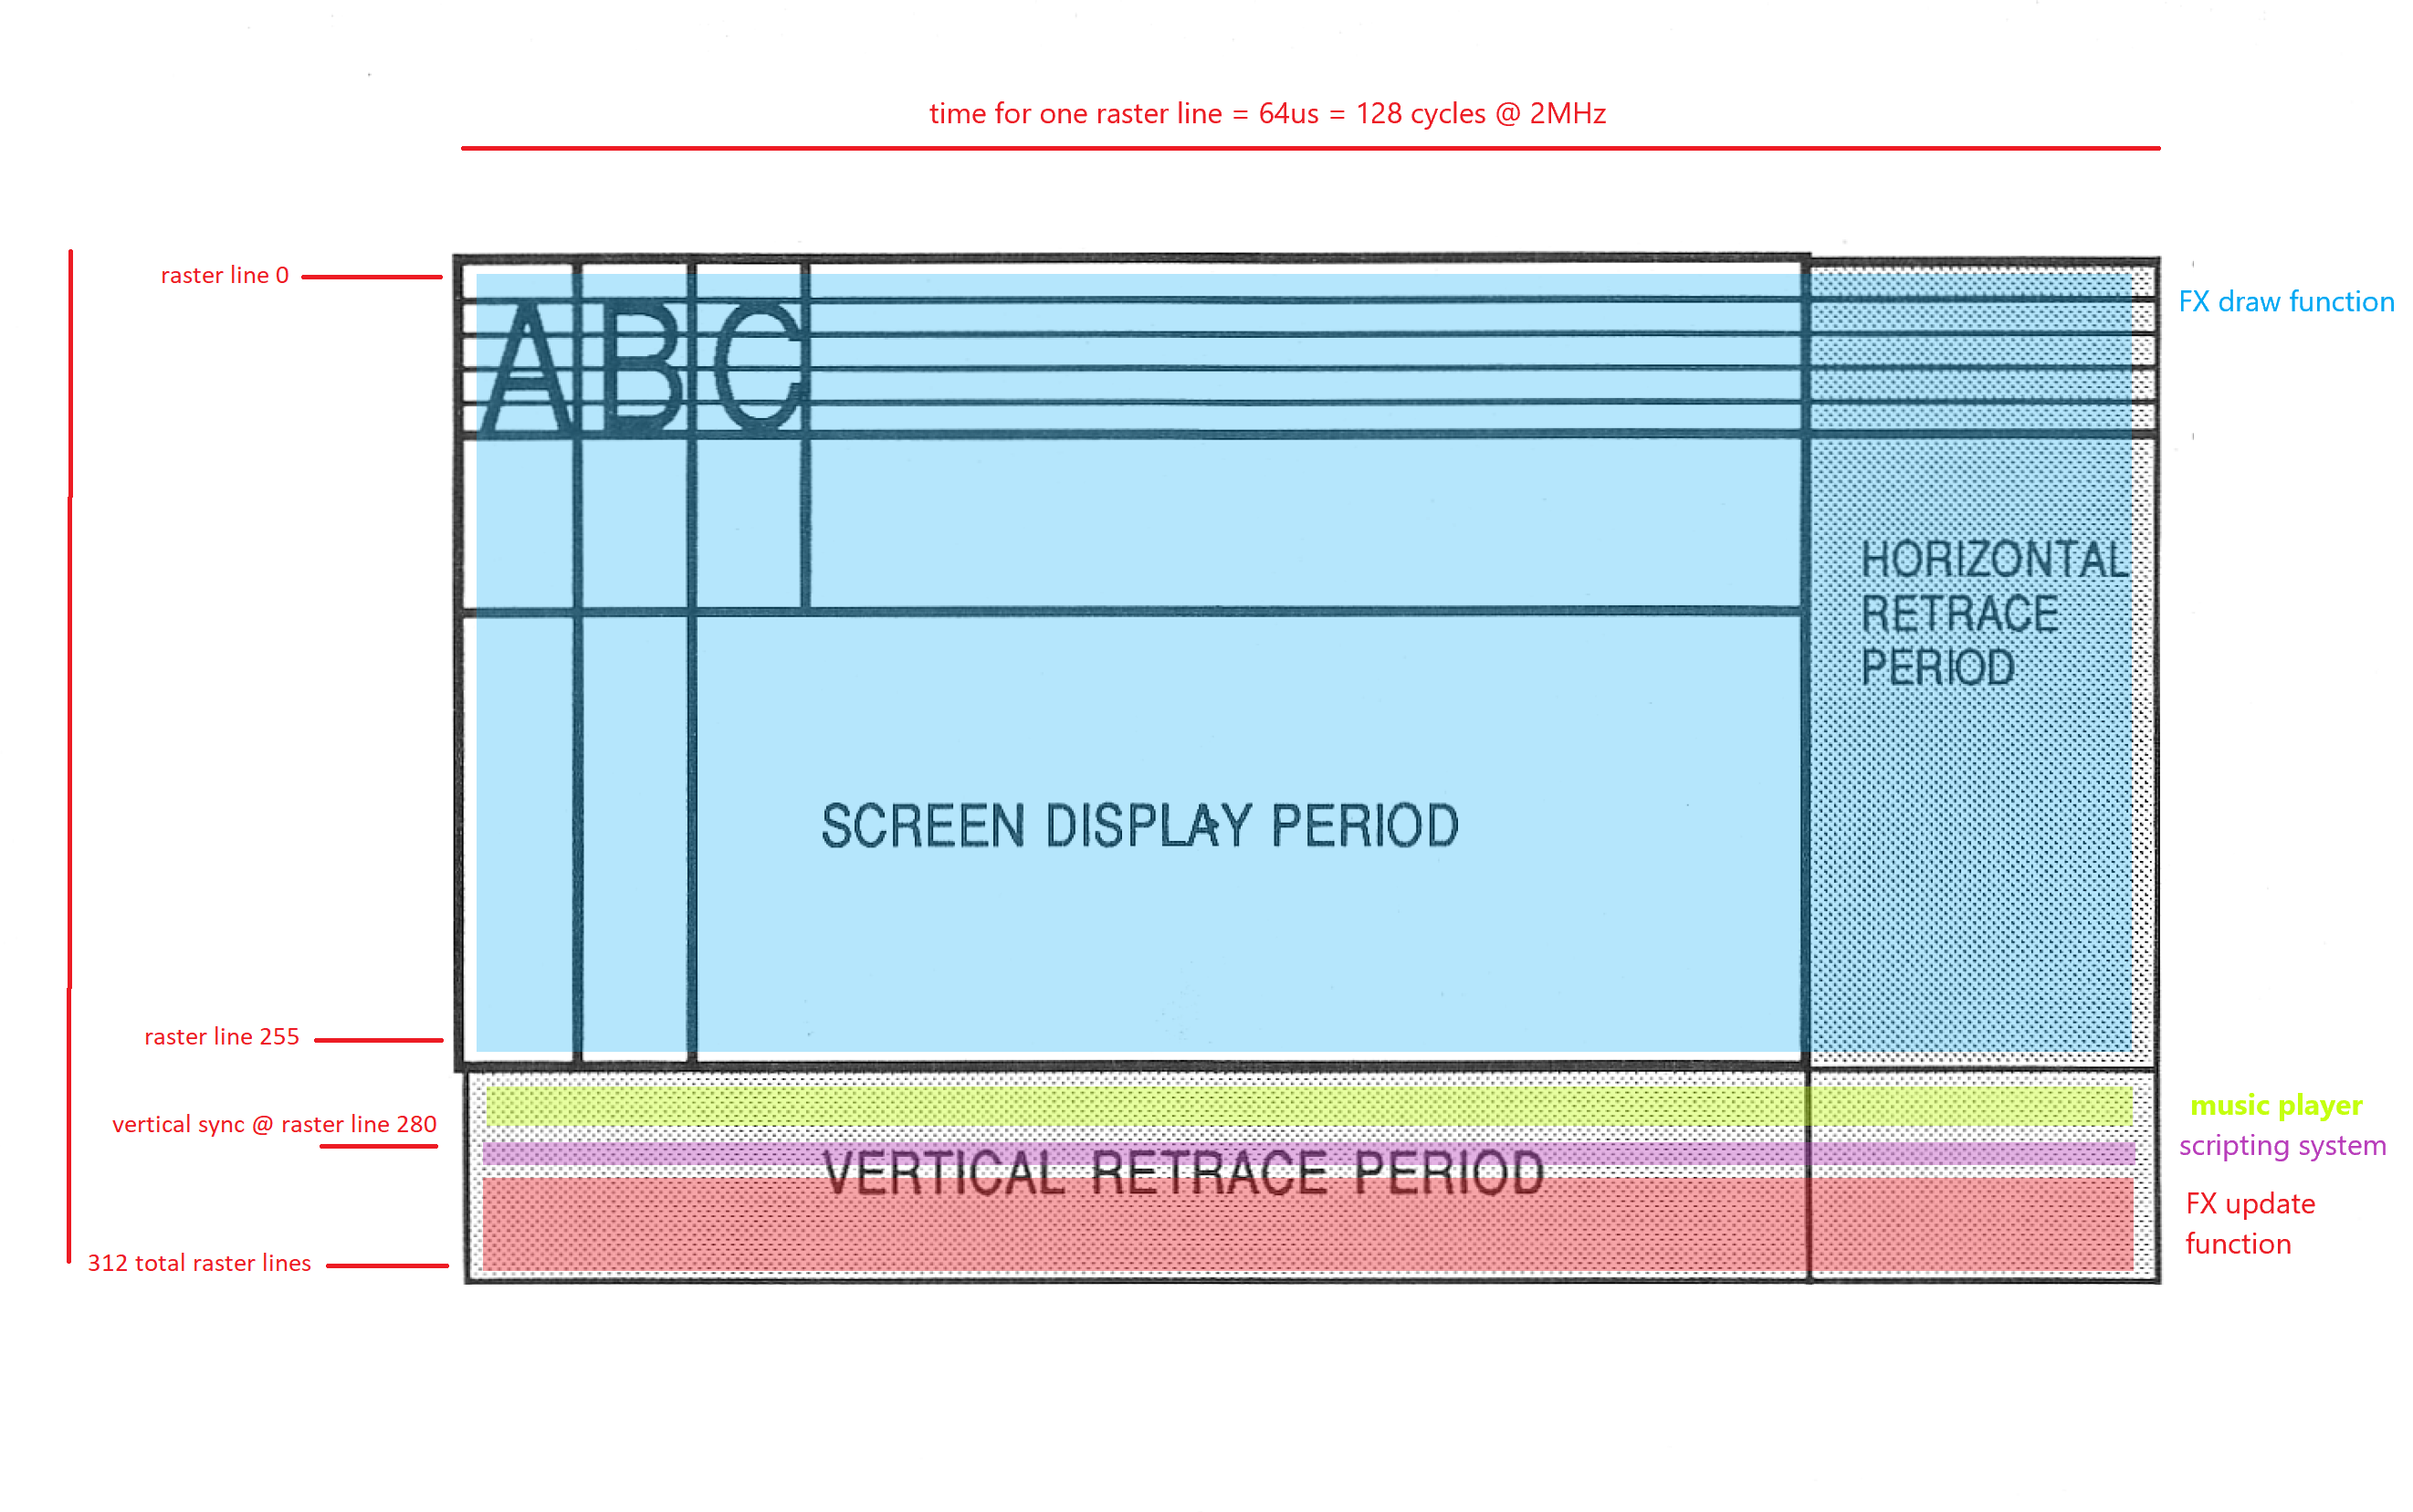 time for one raster line = 64us = 128 cycles @ 2MHz
raster line 0
FX draw function
ABC
HORIZONTAL
RETRACE
PERIOD
SCREEN DISPLAY PERIOD
raster line 255
music player
vertical sync @ raster line 280
scripting system
VERTICAL RETRACE PERIOD
FX update
function
312 total raster lines